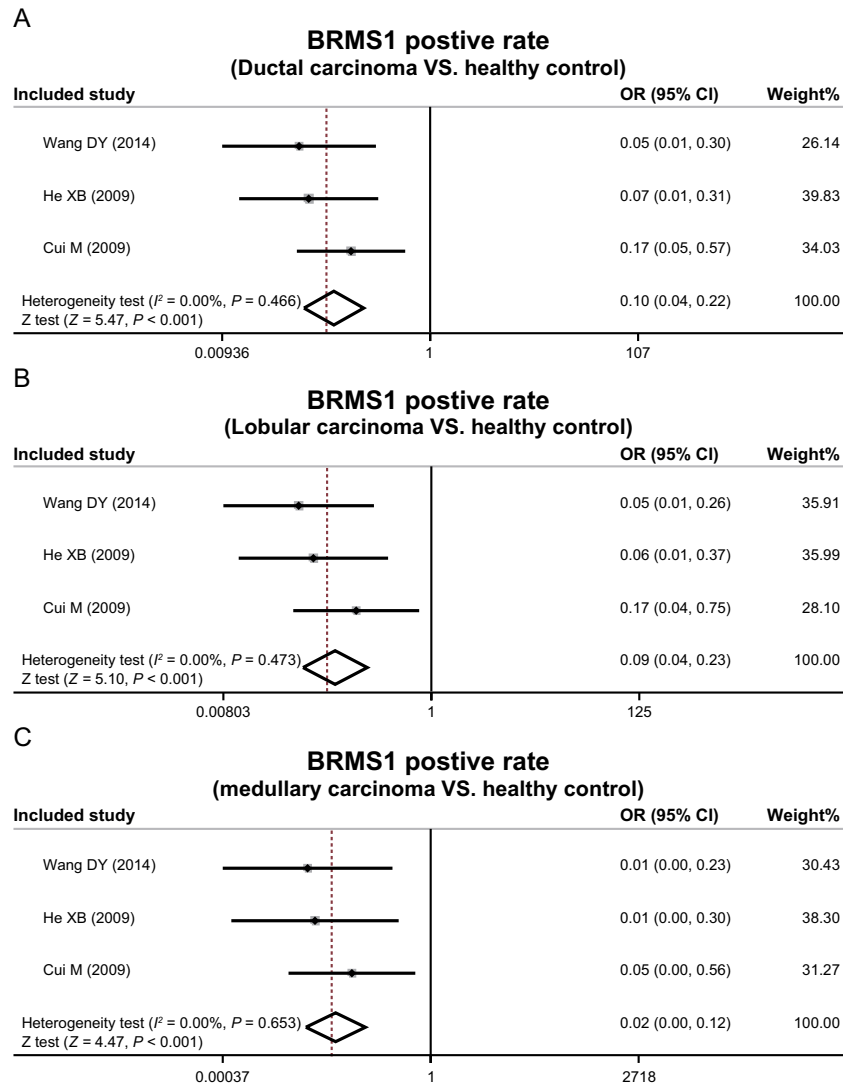 A
BRMS1 postive rate
(Ductal carcinoma VS. healthy control)
Included study OR (95% CI) Weight%
Wang DY (2014) 0.05 (0.01, 0.30) 26.14
He XB (2009) 0.07 (0.01, 0.31) 39.83
Cui M (2009) 0.17 (0.05, 0.57) 34.03
Heterogeneity test (I² = 0.00%, P = 0.466) 0.10 (0.04, 0.22) 100.00
Z test (Z = 5.47, P < 0.001)
0.00936 1 107
B
BRMS1 postive rate
(Lobular carcinoma VS. healthy control)
Included study OR (95% CI) Weight%
Wang DY (2014) 0.05 (0.01, 0.26) 35.91
He XB (2009) 0.06 (0.01, 0.37) 35.99
Cui M (2009) 0.17 (0.04, 0.75) 28.10
Heterogeneity test (I² = 0.00%, P = 0.473) 0.09 (0.04, 0.23) 100.00
Z test (Z = 5.10, P < 0.001)
0.00803 1 125
C
BRMS1 postive rate
(medullary carcinoma VS. healthy control)
Included study OR (95% CI) Weight%
Wang DY (2014) 0.01 (0.00, 0.23) 30.43
He XB (2009) 0.01 (0.00, 0.30) 38.30
Cui M (2009) 0.05 (0.00, 0.56) 31.27
Heterogeneity test (I² = 0.00%, P = 0.653) 0.02 (0.00, 0.12) 100.00
Z test (Z = 4.47, P < 0.001)
0.00037 1 2718